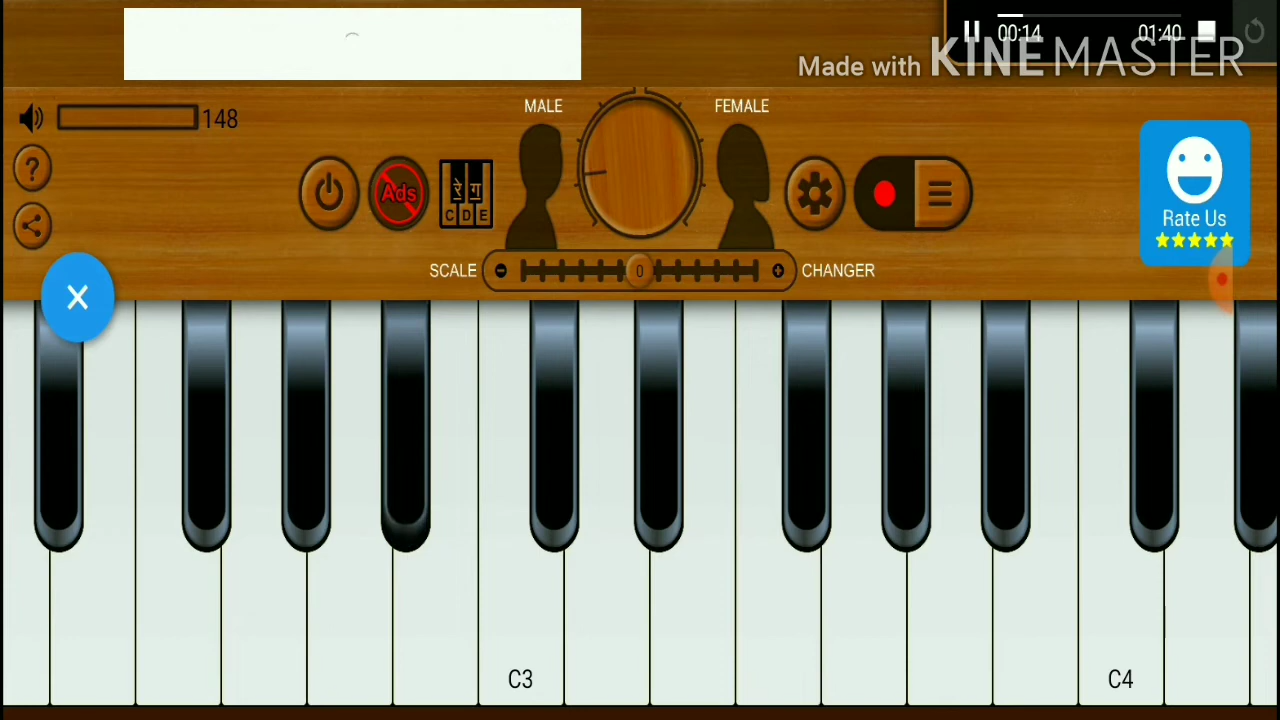 00:14 01:40
Made with KINEMASTER
148
MALE FEMALE
Ads
रे ग
C D E
Rate Us
SCALE 0 CHANGER
C3 C4